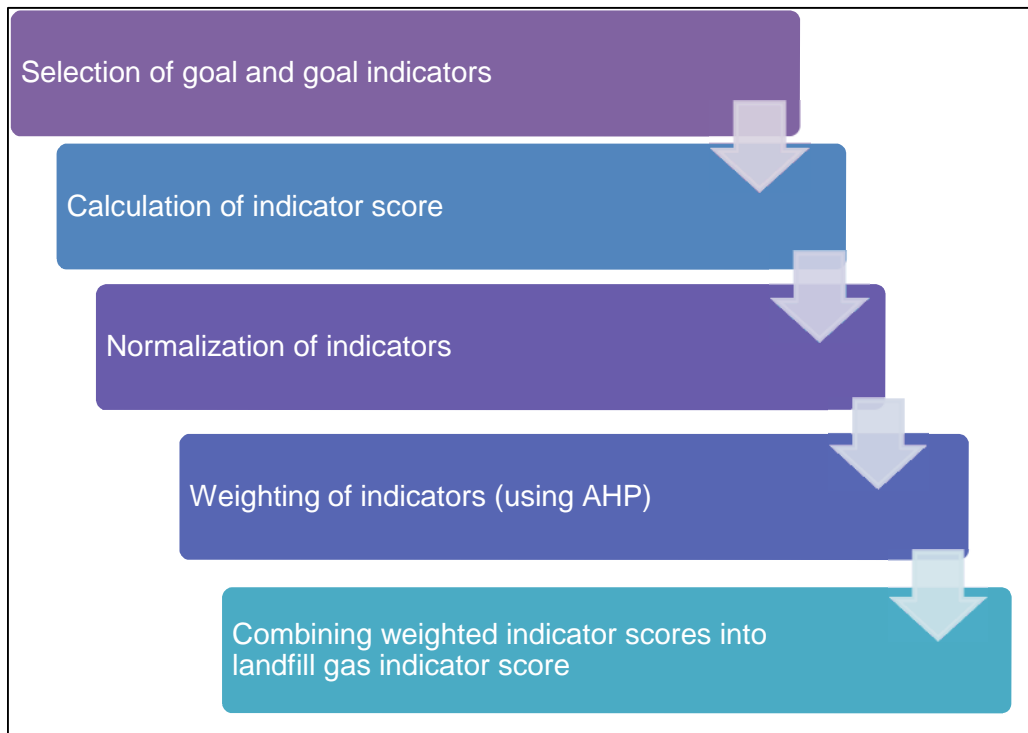 Selection of goal and goal indicators
Calculation of indicator score
Normalization of indicators
Weighting of indicators (using AHP)
Combining weighted indicator scores into
landfill gas indicator score